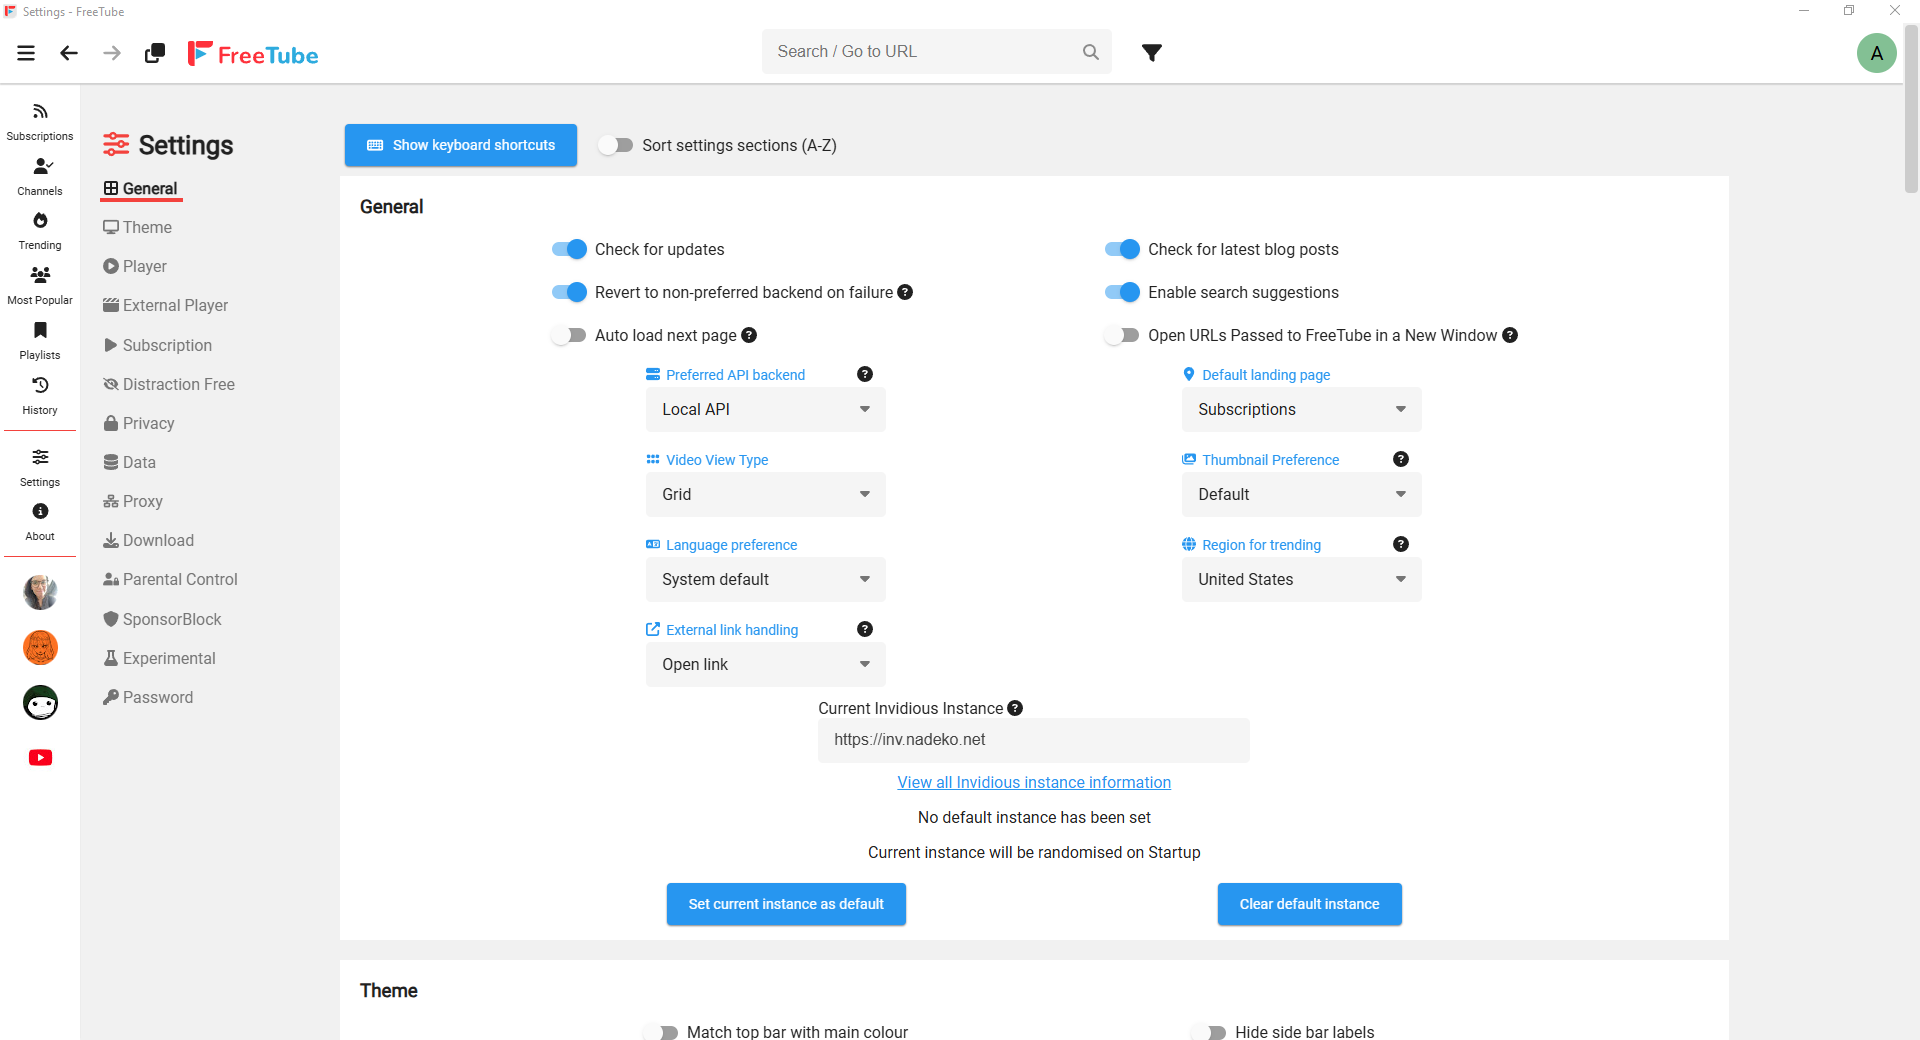 Settings - FreeTube
FreeTube
Search / Go to URL
A
Subscriptions
Channels
Trending
Most Popular
Playlists
History
Settings
About
Settings
General
Theme
Player
External Player
Subscription
Distraction Free
Privacy
Data
Proxy
Download
Parental Control
SponsorBlock
Experimental
Password
Show keyboard shortcuts
Sort settings sections (A-Z)
General
Check for updates
Check for latest blog posts
Revert to non-preferred backend on failure
Enable search suggestions
Auto load next page
Open URLs Passed to FreeTube in a New Window
Preferred API backend
Local API
Default landing page
Subscriptions
Video View Type
Grid
Thumbnail Preference
Default
Language preference
System default
Region for trending
United States
External link handling
Open link
Current Invidious Instance
https://inv.nadeko.net
View all Invidious instance information
No default instance has been set
Current instance will be randomised on Startup
Set current instance as default
Clear default instance
Theme
Match top bar with main colour
Hide side bar labels